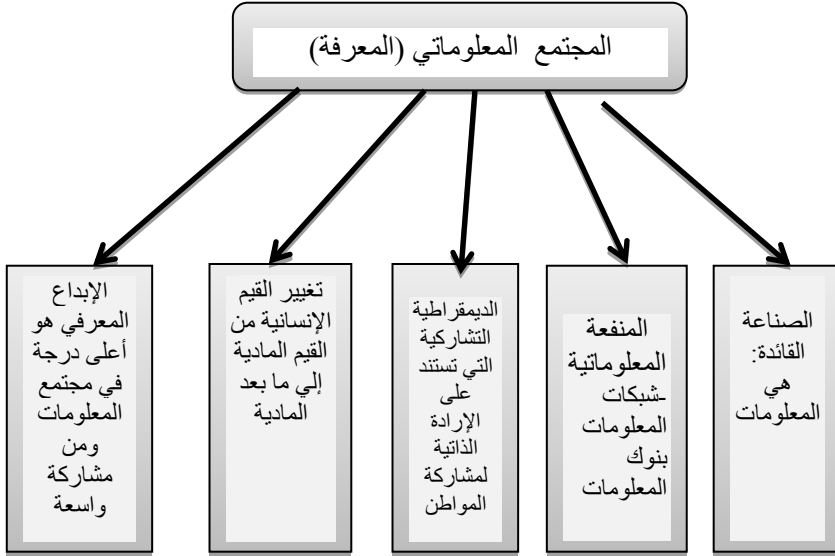 المجتمع المعلوماتي (المعرفة)
الصناعة
القائدة:
هي
المعلومات
المنفعة
المعلوماتية
-شبكات
المعلومات
بنوك
المعلومات
الديمقراطية
التشاركية
التي تستند
على
الإرادة
الذاتية
لمشاركة
المواطن
تغيير القيم
الإنسانية من
القيم المادية
إلي ما بعد
المادية
الإبداع
المعرفي هو
أعلى درجة
في مجتمع
المعلومات
ومن
مشاركة
واسعة